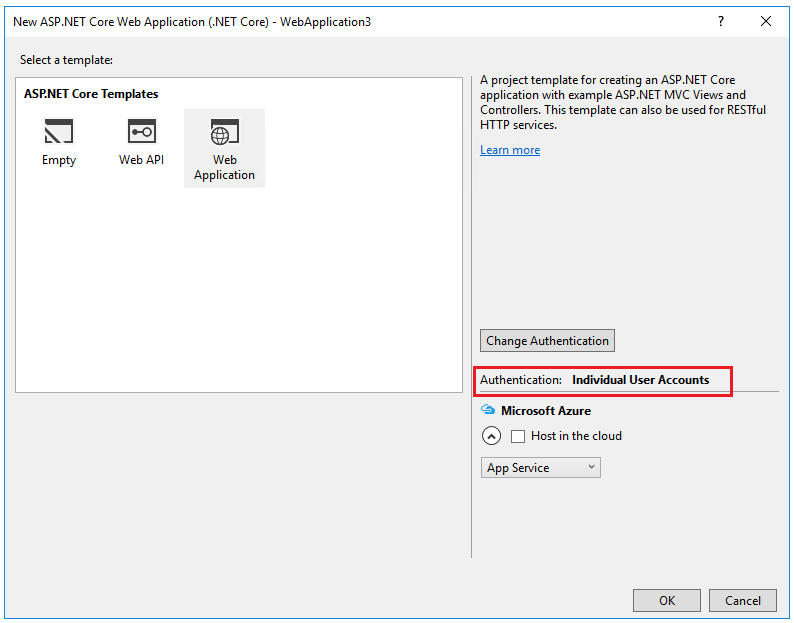 New ASP.NET Core Web Application (.NET Core) - WebApplication3
?
Select a template:
ASP.NET Core Templates
Empty
Web API
Web
Application
A project template for creating an ASP.NET Core
application with example ASP.NET MVC Views and
Controllers. This template can also be used for RESTful
HTTP services.
Learn more
Change Authentication
Authentication: Individual User Accounts
Microsoft Azure
Host in the cloud
App Service
OK
Cancel